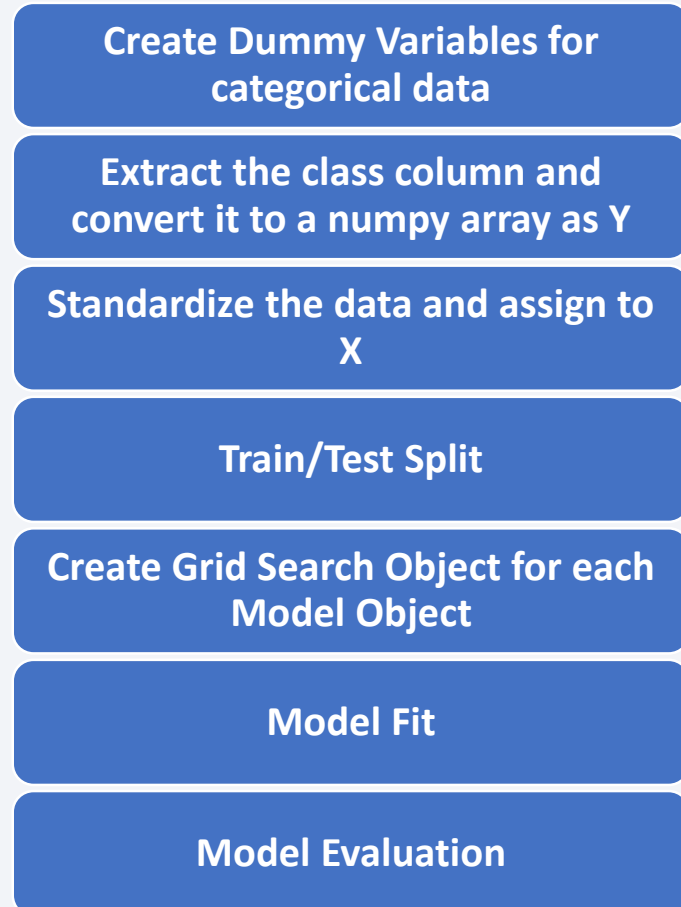 Create Dummy Variables for
categorical data
Extract the class column and
convert it to a numpy array as Y
Standardize the data and assign to
X
Train/Test Split
Create Grid Search Object for each
Model Object
Model Fit
Model Evaluation